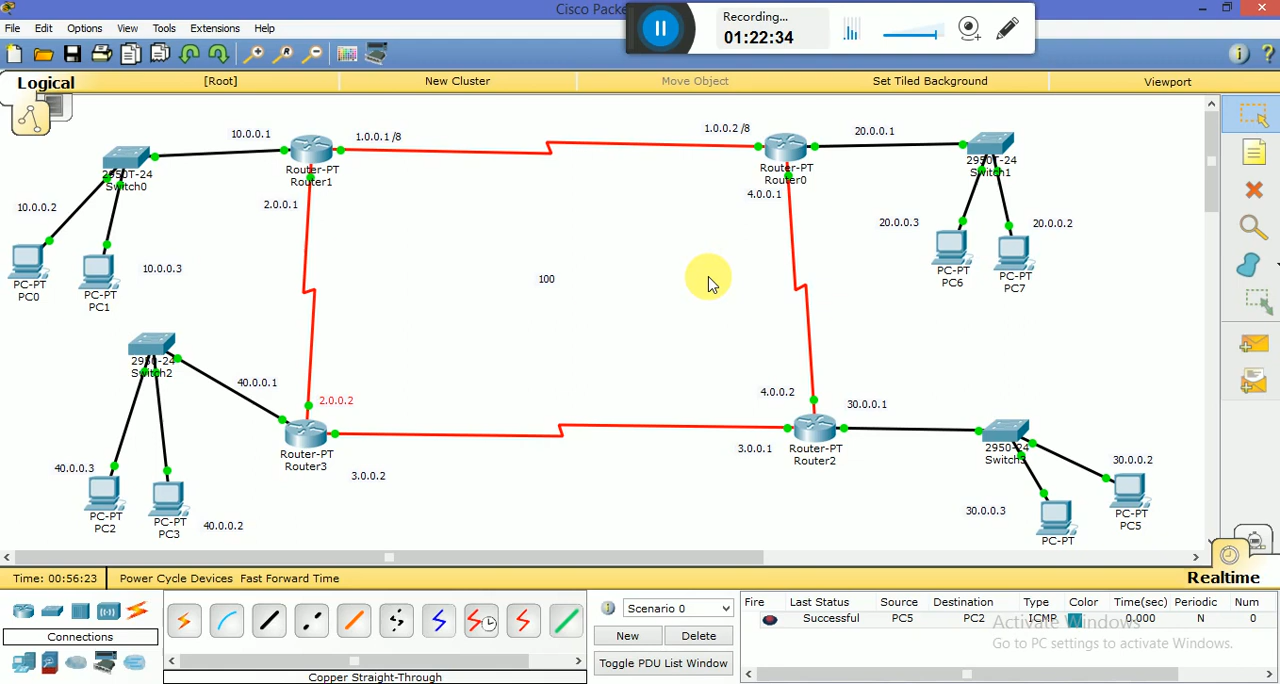 Cisco Packe
Recording...
01:22:34
File Edit Options View Tools Extensions Help
Logical
[Root]
New Cluster
Move Object
Set Tiled Background
Viewport
10.0.0.1
1.0.0.1 /8
1.0.0.2 /8
20.0.0.1
2950T-24
Switch0
Router-PT
Router1
Router-PT
Router0
2950T-24
Switch1
10.0.0.2
2.0.0.1
4.0.0.1
20.0.0.3
20.0.0.2
PC-PT
PC0
PC-PT
PC1
10.0.0.3
100
PC-PT
PC6
PC-PT
PC7
2950-24
Switch2
40.0.0.1
2.0.0.2
4.0.0.2
30.0.0.1
Router-PT
Router3
3.0.0.2
3.0.0.1
Router-PT
Router2
2950-24
Switch3
40.0.0.3
30.0.0.2
PC-PT
PC2
PC-PT
PC3
40.0.0.2
30.0.0.3
PC-PT
PC-PT
PC5
Time: 00:56:23
Power Cycle Devices Fast Forward Time
Realtime
Connections
Copper Straight-Through
Scenario 0
New
Delete
Toggle PDU List Window
Fire Last Status Source Destination Type Color Time(sec) Periodic Num
Successful PC5 PC2 ICMP 0.000 N 0
Activate Windows
Go to PC settings to activate Windows.